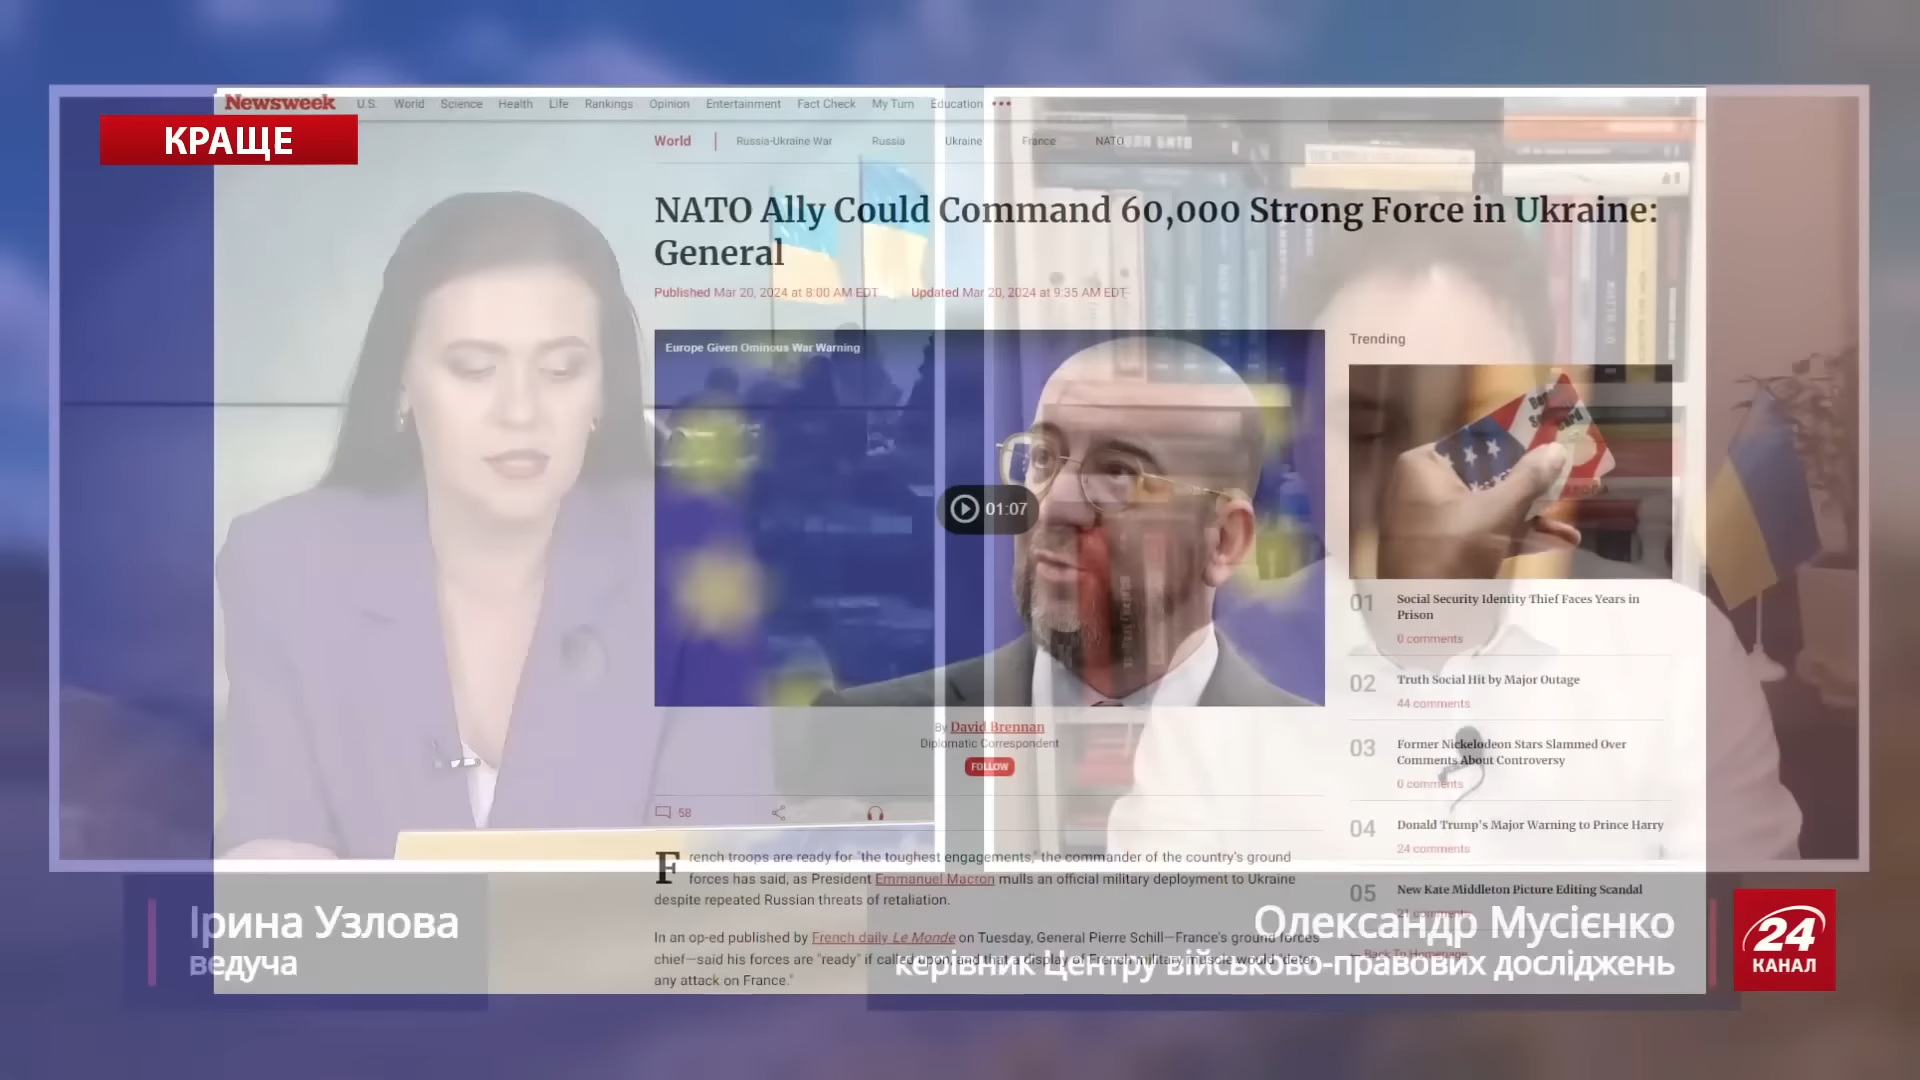 Newsweek U.S. World Science Health Life Rankings Opinion Entertainment Fact Check My Turn Education •••
КРАЩЕ
World Russia-Ukraine War Russia Ukraine France NATO
NATO Ally Could Command 60,000 Strong Force in Ukraine:
General
Published Mar 20, 2024 at 8:00 AM EDT Updated Mar 20, 2024 at 9:35 AM EDT
Europe Given Ominous War Warning
01:07
By David Brennan
Diplomatic Correspondent
FOLLOW
58
French troops are ready for "the toughest engagements," the commander of the country's ground
forces has said, as President Emmanuel Macron mulls an official military deployment to Ukraine
despite repeated Russian threats of retaliation.
In an op-ed published by French daily Le Monde on Tuesday, General Pierre Schill—France's ground forces
chief—said his forces are "ready" if called upon, and that a display of French military muscle would "deter
any attack on France."
Trending
01 Social Security Identity Thief Faces Years in
Prison
0 comments
02 Truth Social Hit by Major Outage
44 comments
03 Former Nickelodeon Stars Slammed Over
Comments About Controversy
0 comments
04 Donald Trump's Major Warning to Prince Harry
24 comments
05 New Kate Middleton Picture Editing Scandal
21 comments
Back To Homepage
Ірина Узлова
ведуча
Олександр Мусієнко
керівник Центру військово-правових досліджень
24
КАНАЛ